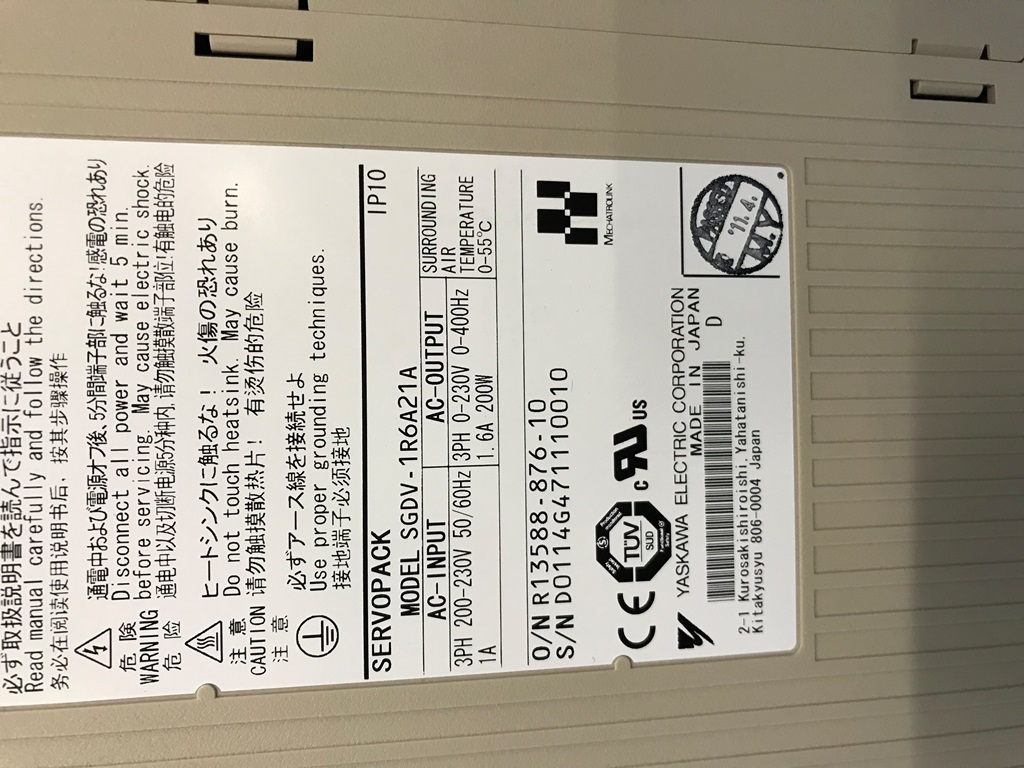 必ず取扱説明書を読んで指示に従うこと
Read manual carefully and follow the directions.
务必在阅读使用说明书后，按其步骤操作
危険
WARNING
危险
通電中および電源オフ後、5分間端子部に触るな!感電の恐れあり
Disconnect all power and wait 5 min.
before servicing. May cause electric shock.
通电中以及切断电源5分种内,请勿触摸端子部位!有触电的危险
注意
CAUTION
注意
ヒートシンクに触るな! 火傷の恐れあり
Do not touch heatsink. May cause burn.
请勿触摸散热片! 有烫伤的危险
必ずアース線を接続せよ
Use proper grounding techniques.
接地端子必须接地
SERVOPACK IP10
MODEL SGDV-1R6A21A
AC-INPUT AC-OUTPUT SURROUNDING
AIR
TEMPERATURE
0-55℃
3PH 200-230V 50/60Hz 3PH 0-230V 0-400Hz
1A 1.6A 200W
O/N R13588-876-10
S/N D0114G471110010
MECHATROLINK
CE TÜV SÜD c RU US
YASKAWA ELECTRIC CORPORATION
MADE IN JAPAN
D
2-1 Kurosakishiroishi, Yahatanishi-ku,
Kitakyusyu 806-0004 Japan
PASSED
'11.4.
M.Y